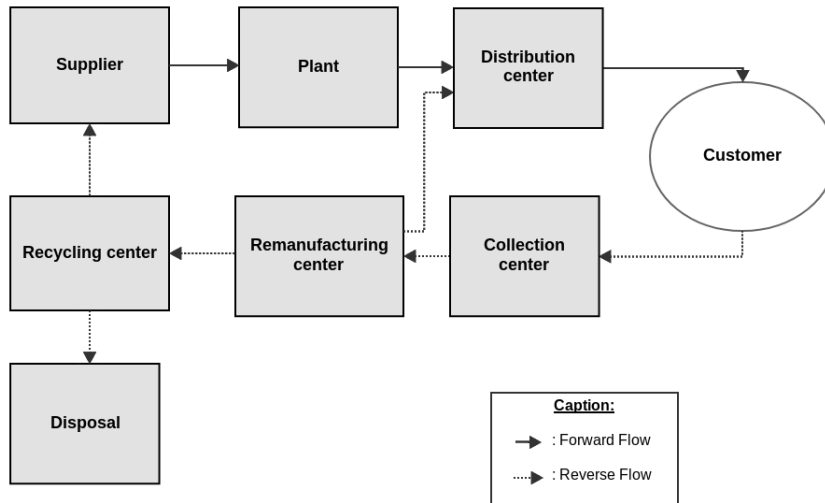 Supplier
Plant
Distribution
center
Customer
Recycling center
Remanufacturing
center
Collection
center
Disposal
Caption:
: Forward Flow
: Reverse Flow